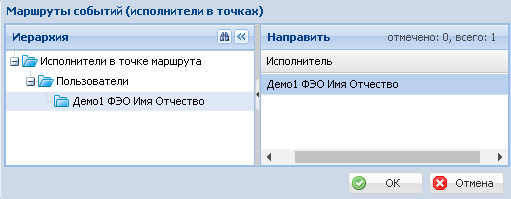 Маршруты событий (исполнители в точках)
Иерархия
Исполнители в точке маршрута
Пользователи
Демо1 ФЭО Имя Отчество
Направить отмечено: 0, всего: 1
Исполнитель
Демо1 ФЭО Имя Отчество
OK Отмена